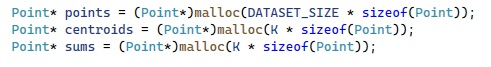 Point* points = (Point*)malloc(DATASET_SIZE * sizeof(Point));
Point* centroids = (Point*)malloc(K * sizeof(Point));
Point* sums = (Point*)malloc(K * sizeof(Point));